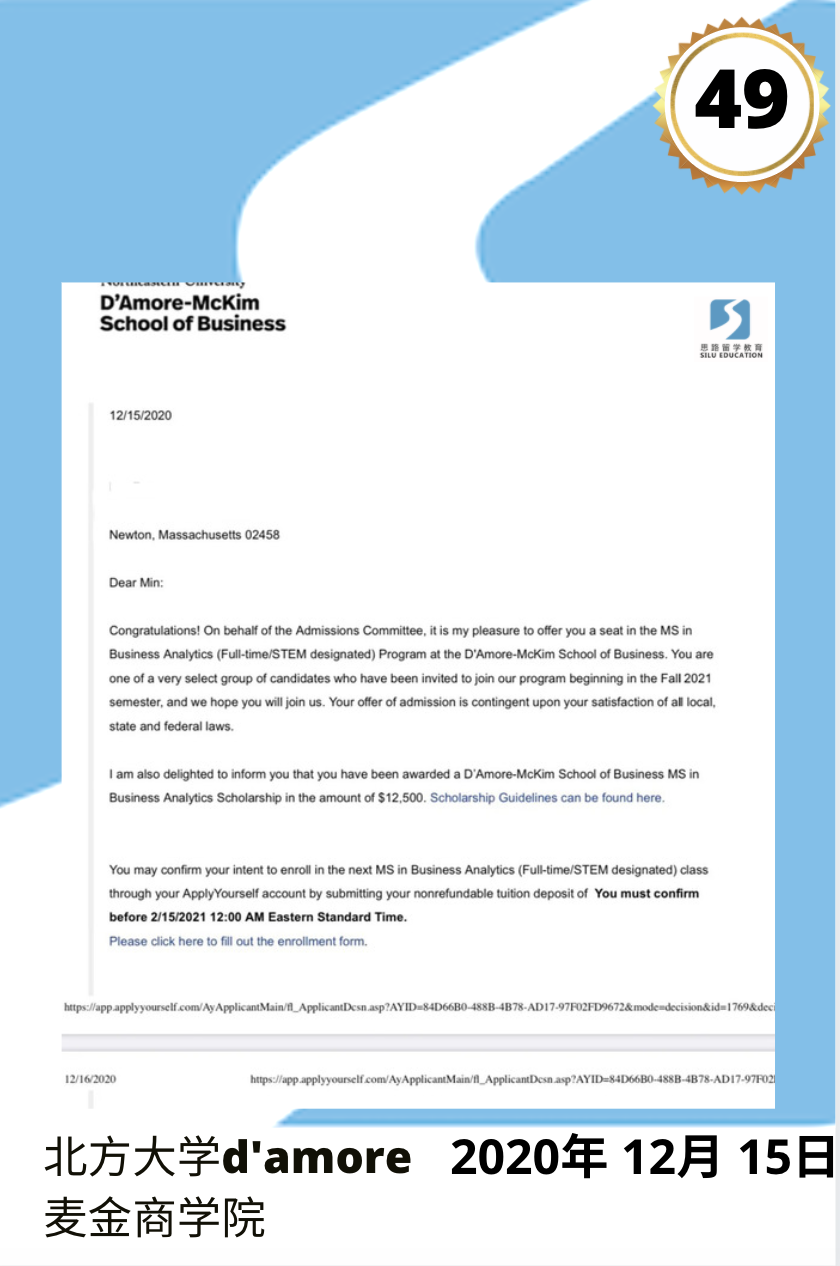 49
Northeastern University
D'Amore-McKim
School of Business
思路留学教育
SILU EDUCATION
12/15/2020
Newton, Massachusetts 02458
Dear Min:
Congratulations! On behalf of the Admissions Committee, it is my pleasure to offer you a seat in the MS in
Business Analytics (Full-time/STEM designated) Program at the D'Amore-McKim School of Business. You are
one of a very select group of candidates who have been invited to join our program beginning in the Fall 2021
semester, and we hope you will join us. Your offer of admission is contingent upon your satisfaction of all local,
state and federal laws.
I am also delighted to inform you that you have been awarded a D'Amore-McKim School of Business MS in
Business Analytics Scholarship in the amount of $12,500. Scholarship Guidelines can be found here.
You may confirm your intent to enroll in the next MS in Business Analytics (Full-time/STEM designated) class
through your ApplyYourself account by submitting your nonrefundable tuition deposit of You must confirm
before 2/15/2021 12:00 AM Eastern Standard Time.
Please click here to fill out the enrollment form.
https://app.applyyourself.com/AyApplicantMain/fl_ApplicantDcsn.asp?AYID=84D66B0-488B-4B78-AD17-97F02FD9672&mode=decision&id=1769&deci
12/16/2020 https://app.applyyourself.com/AyApplicantMain/fl_ApplicantDcsn.asp?AYID=84D66B0-488B-4B78-AD17-97F02
北方大学d'amore 2020年 12月 15日
麦金商学院